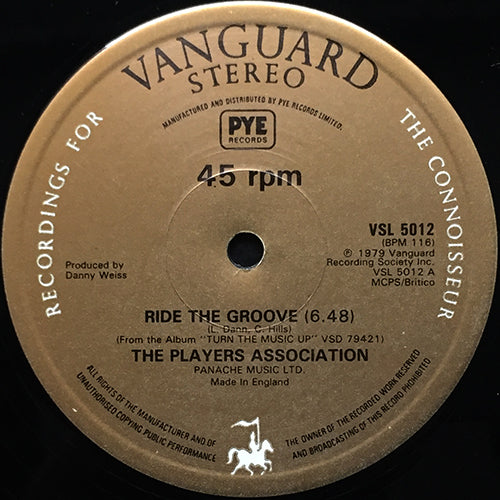 VANGUARD
STEREO
RECORDINGS FOR THE CONNOISSEUR
MANUFACTURED AND DISTRIBUTED BY PYE RECORDS LIMITED.
PYE
RECORDS
45 rpm
VSL 5012
(BPM 116)
℗ 1979 Vanguard
Recording Society Inc.
VSL 5012 A
MCPS/Britico
Produced by
Danny Weiss
RIDE THE GROOVE (6.48)
(L. Dann, C. Hills)
(From the Album "TURN THE MUSIC UP" VSD 79421)
THE PLAYERS ASSOCIATION
PANACHE MUSIC LTD.
Made in England
ALL RIGHTS OF THE MANUFACTURER AND OF THE OWNER OF THE RECORDED WORK RESERVED
UNAUTHORISED COPYING PUBLIC PERFORMANCE AND BROADCASTING OF THIS RECORD PROHIBITED